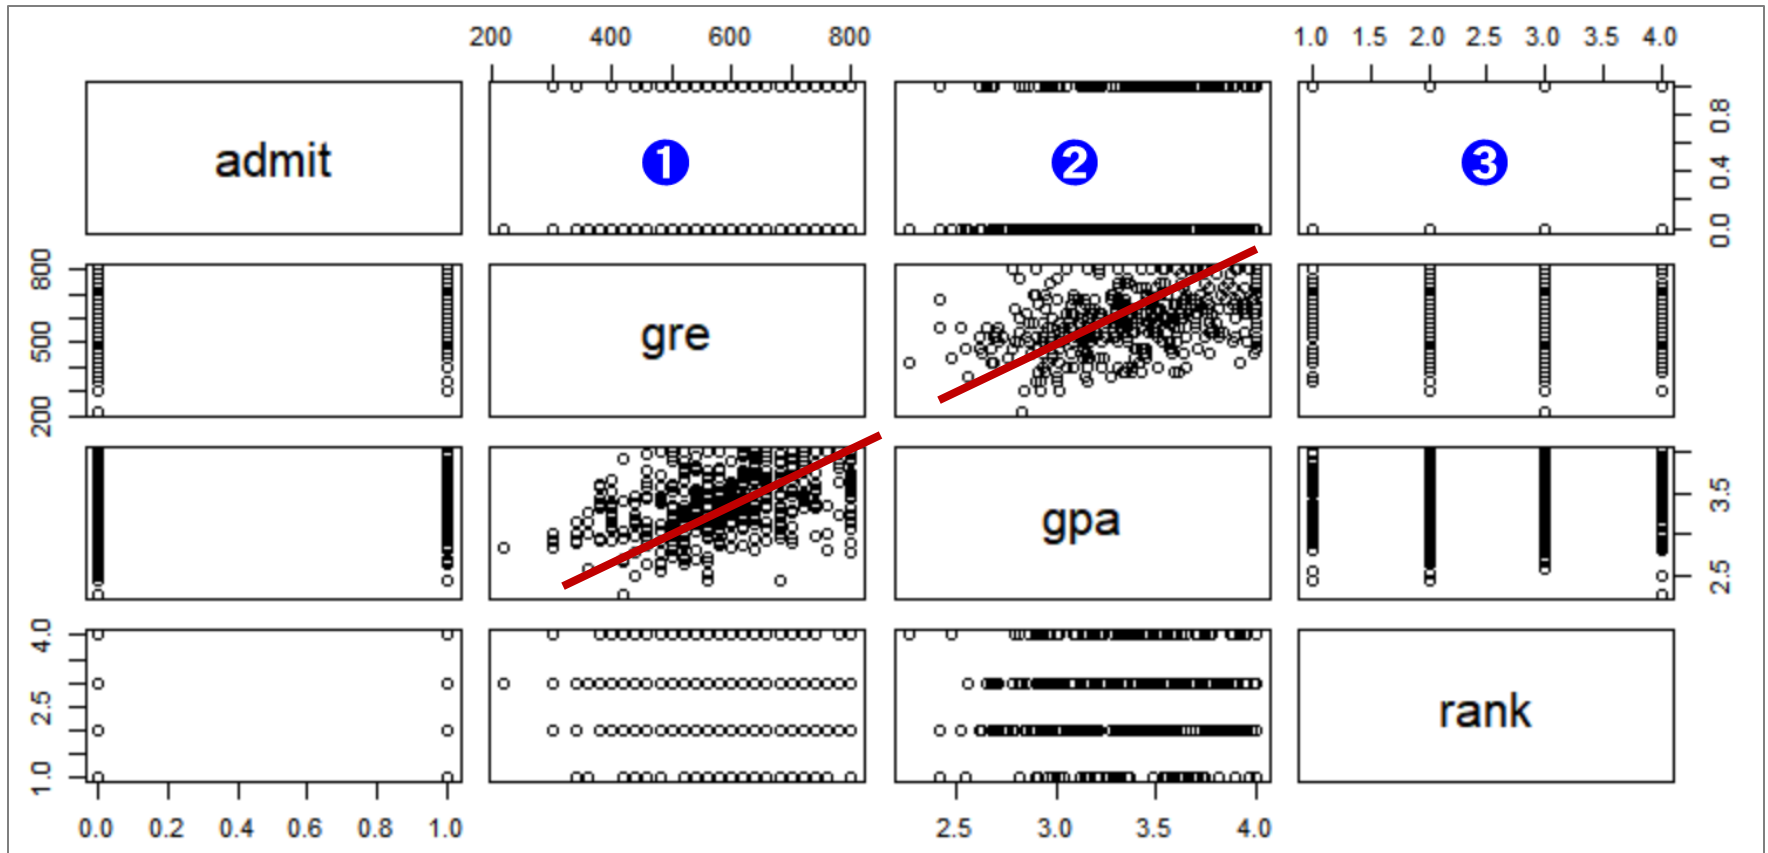 200 400 600 800 1.0 1.5 2.0 2.5 3.0 3.5 4.0
admit ❶ ❷ ❸ 0.0 0.4 0.8
200 500 800 gre
gpa 2.5 3.5
1.0 2.5 4.0 rank
0.0 0.2 0.4 0.6 0.8 1.0 2.5 3.0 3.5 4.0